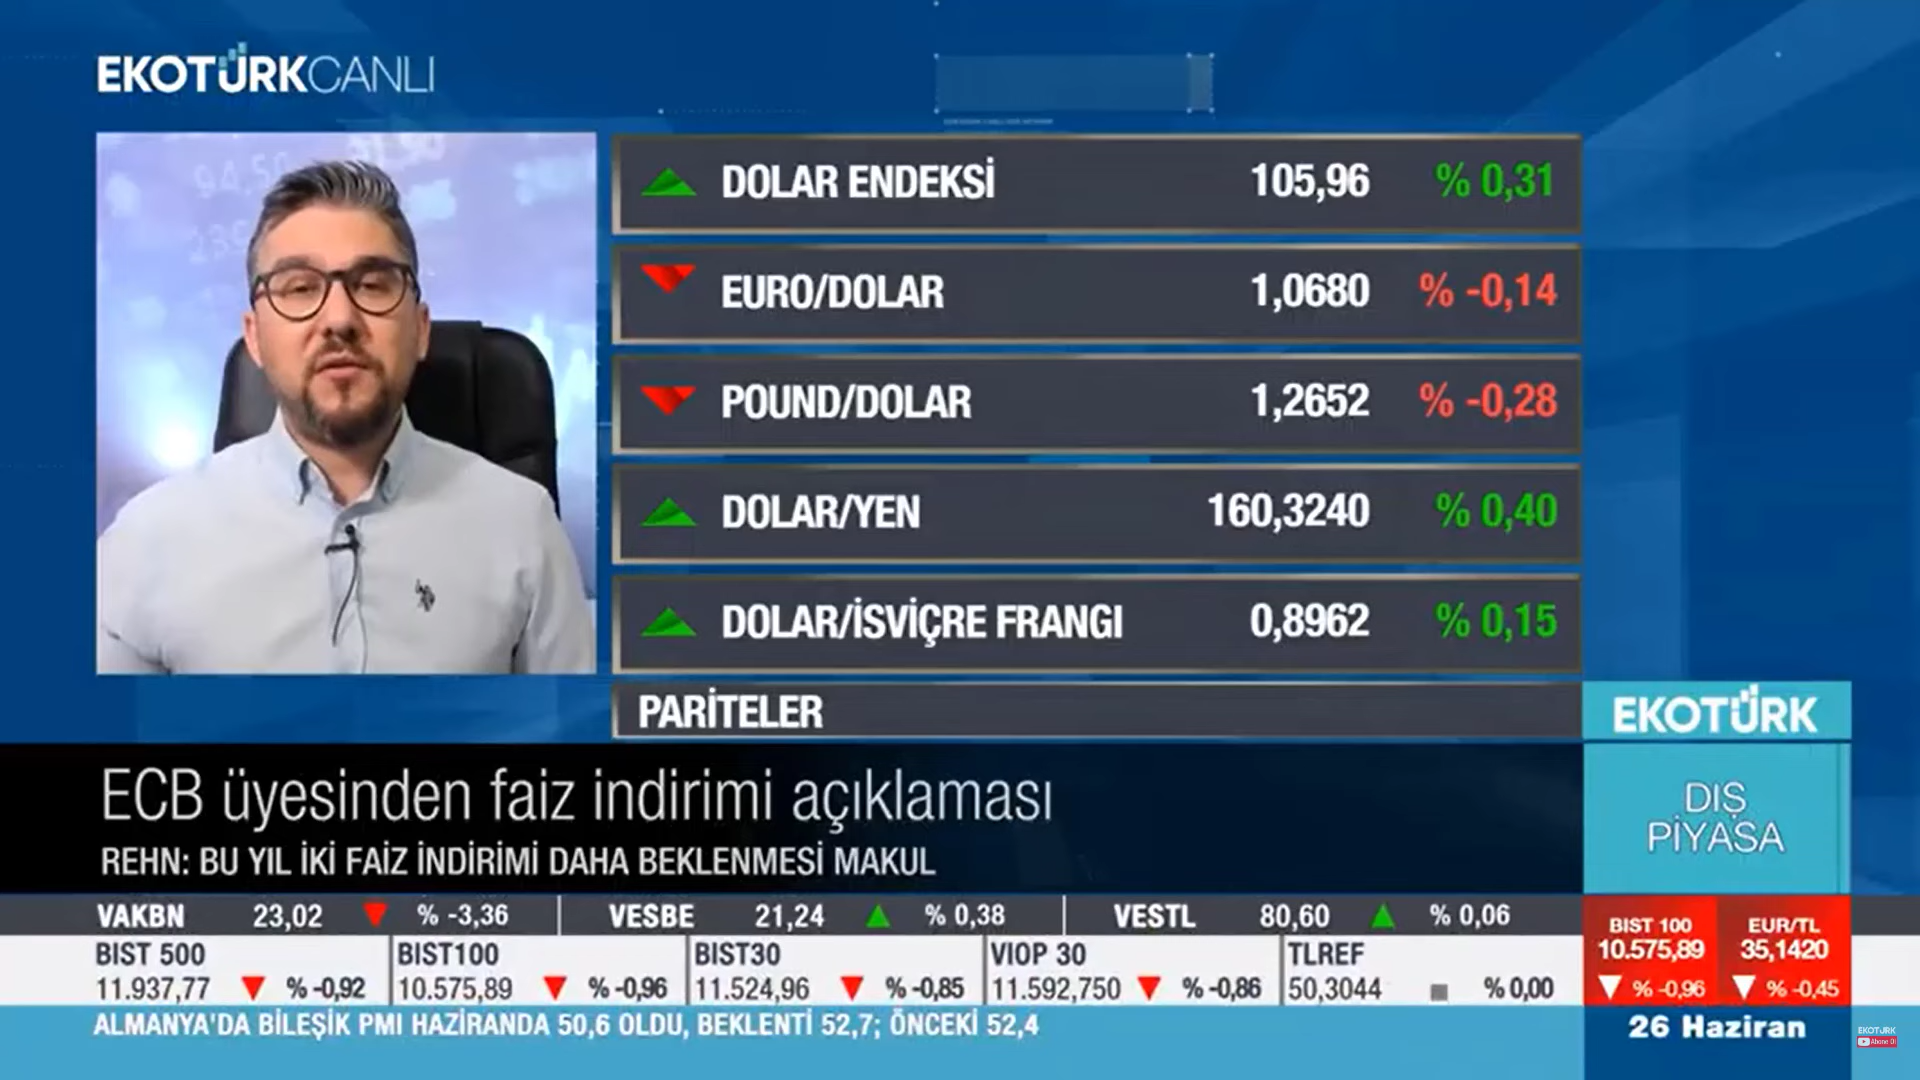 EKOTÜRKCANLI
DOLAR ENDEKSİ 105,96 % 0,31
EURO/DOLAR 1,0680 % -0,14
POUND/DOLAR 1,2652 % -0,28
DOLAR/YEN 160,3240 % 0,40
DOLAR/İSVİÇRE FRANGI 0,8962 % 0,15
PARİTELER
EKOTÜRK
DIŞ
PİYASA
ECB üyesinden faiz indirimi açıklaması
REHN: BU YIL İKİ FAİZ İNDİRİMİ DAHA BEKLENMESİ MAKUL
VAKBN 23,02 % -3,36 VESBE 21,24 % 0,38 VESTL 80,60 % 0,06
BIST 500 BIST100 BIST30 VIOP 30 TLREF
11.937,77 % -0,92 10.575,89 % -0,96 11.524,96 % -0,85 11.592,750 % -0,86 50,3044 % 0,00
BIST 100 EUR/TL
10.575,89 35,1420
% -0,96 % -0,45
ALMANYA'DA BİLEŞİK PMI HAZİRANDA 50,6 OLDU, BEKLENTİ 52,7; ÖNCEKİ 52,4
26 Haziran
EKOTÜRK
Abone Ol